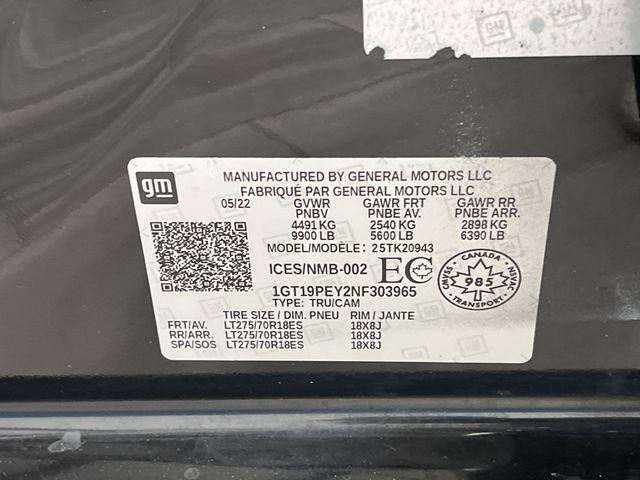 gm
MANUFACTURED BY GENERAL MOTORS LLC
FABRIQUÉ PAR GENERAL MOTORS LLC
05/22 GVWR GAWR FRT GAWR RR
PNBV PNBE AV. PNBE ARR.
4491 KG 2540 KG 2898 KG
9900 LB 5600 LB 6390 LB
MODEL/MODÈLE: 25TK20943
ICES/NMB-002 EC
CANADA
985
SVNAC NSVAC
1GT19PEY2NF303965
TYPE: TRU/CAM
TIRE SIZE / DIM. PNEU RIM / JANTE
FRT/AV. LT275/70R18ES 18X8J
RR/ARR. LT275/70R18ES 18X8J
SPA/SOS LT275/70R18ES 18X8J